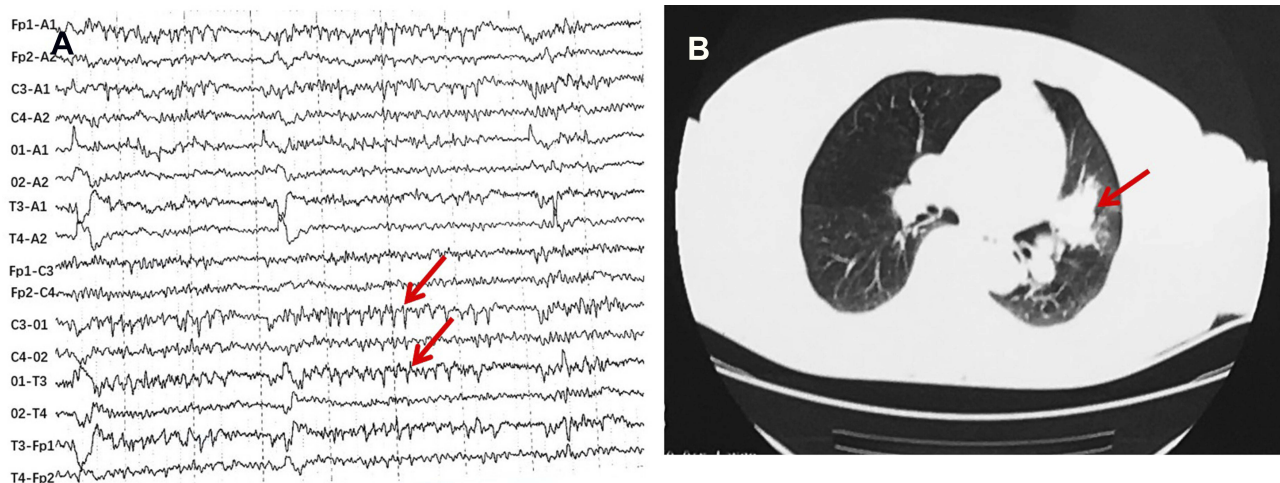 A
Fp1-A1
Fp2-A2
C3-A1
C4-A2
01-A1
02-A2
T3-A1
T4-A2
Fp1-C3
Fp2-C4
C3-01
C4-02
01-T3
02-T4
T3-Fp1
T4-Fp2
B